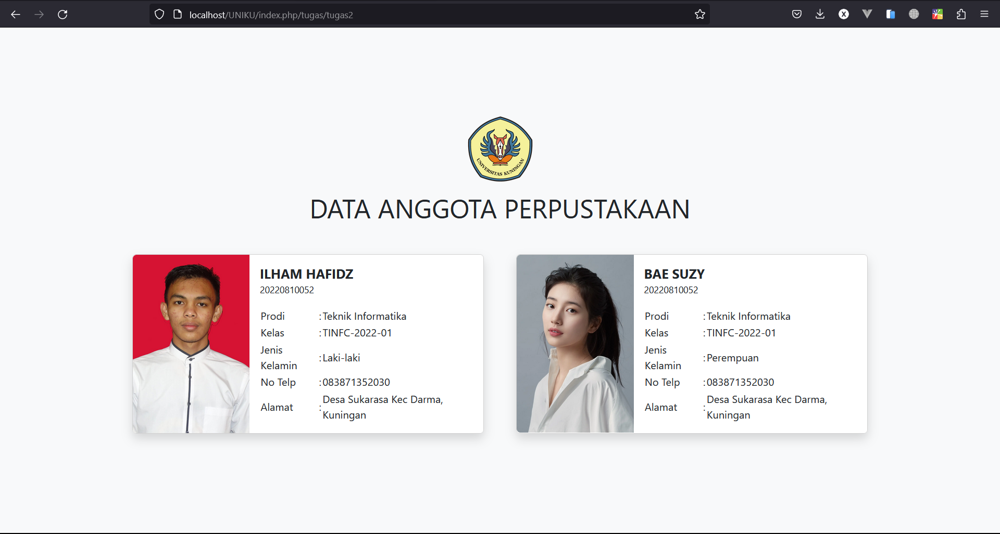 localhost/UNIKU/index.php/tugas/tugas2
X
UNIVERSITAS KUNINGAN
DATA ANGGOTA PERPUSTAKAAN
ILHAM HAFIDZ
20220810052
Prodi : Teknik Informatika
Kelas : TINFC-2022-01
Jenis
Kelamin : Laki-laki
No Telp : 083871352030
Alamat : Desa Sukarasa Kec Darma,
Kuningan
BAE SUZY
20220810052
Prodi : Teknik Informatika
Kelas : TINFC-2022-01
Jenis
Kelamin : Perempuan
No Telp : 083871352030
Alamat : Desa Sukarasa Kec Darma,
Kuningan